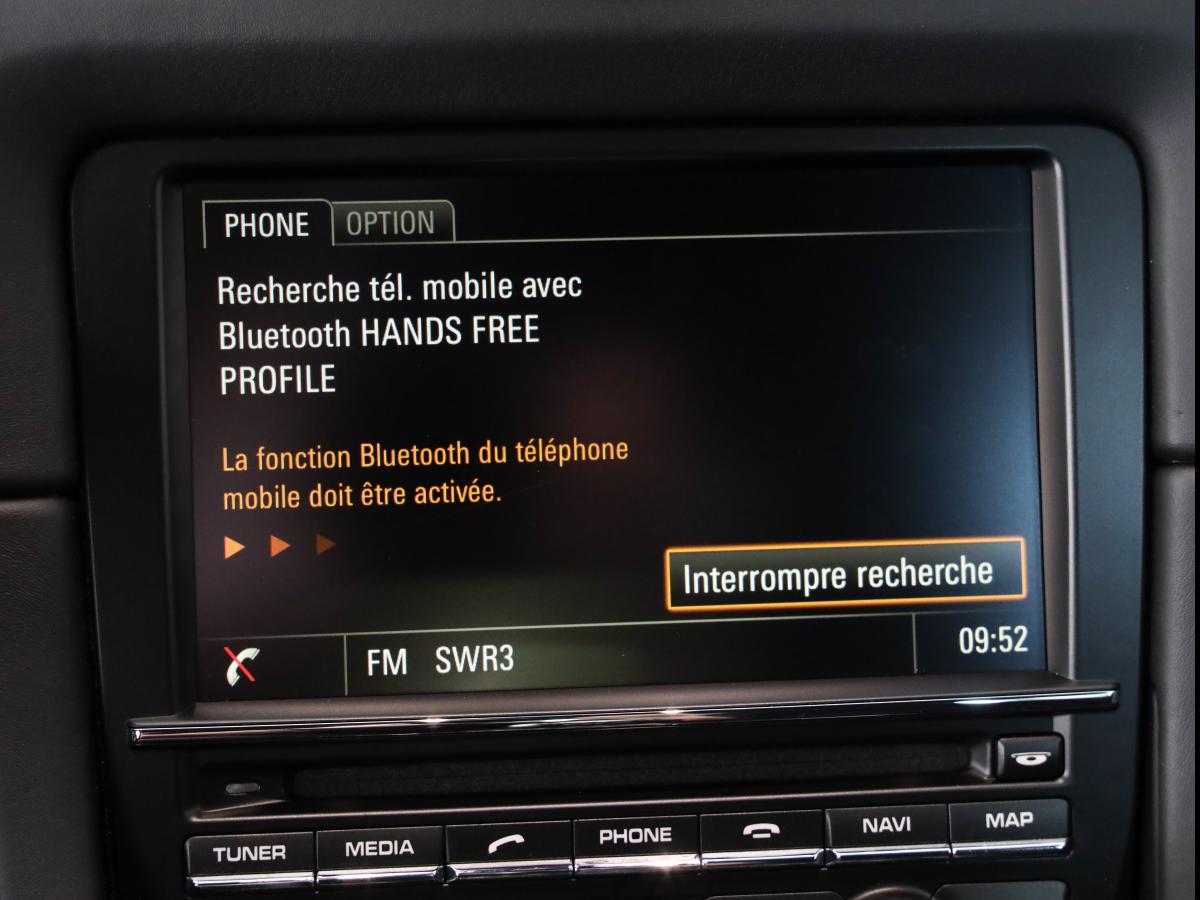 PHONE OPTION
Recherche tél. mobile avec
Bluetooth HANDS FREE
PROFILE
La fonction Bluetooth du téléphone
mobile doit être activée.
Interrompre recherche
FM SWR3 09:52
TUNER MEDIA PHONE NAVI MAP